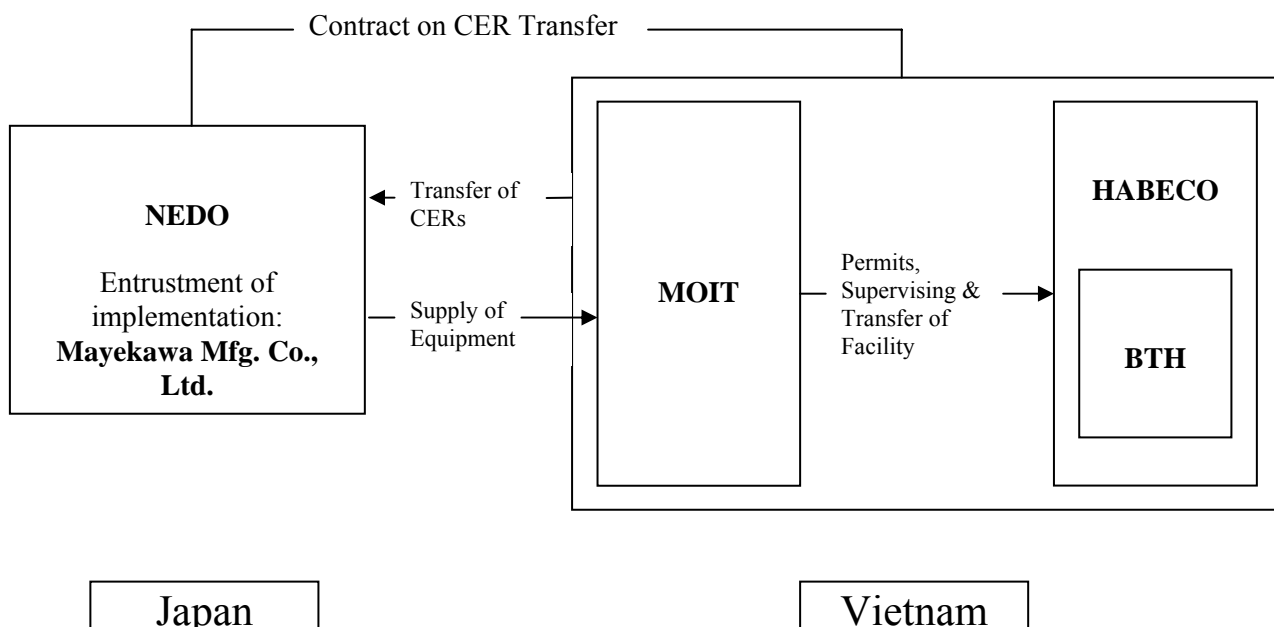 Contract on CER Transfer
NEDO
Entrustment of
implementation:
Mayekawa Mfg. Co.,
Ltd.
Transfer of
CERs
Supply of
Equipment
MOIT
Permits,
Supervising &
Transfer of
Facility
HABECO
BTH
Japan
Vietnam